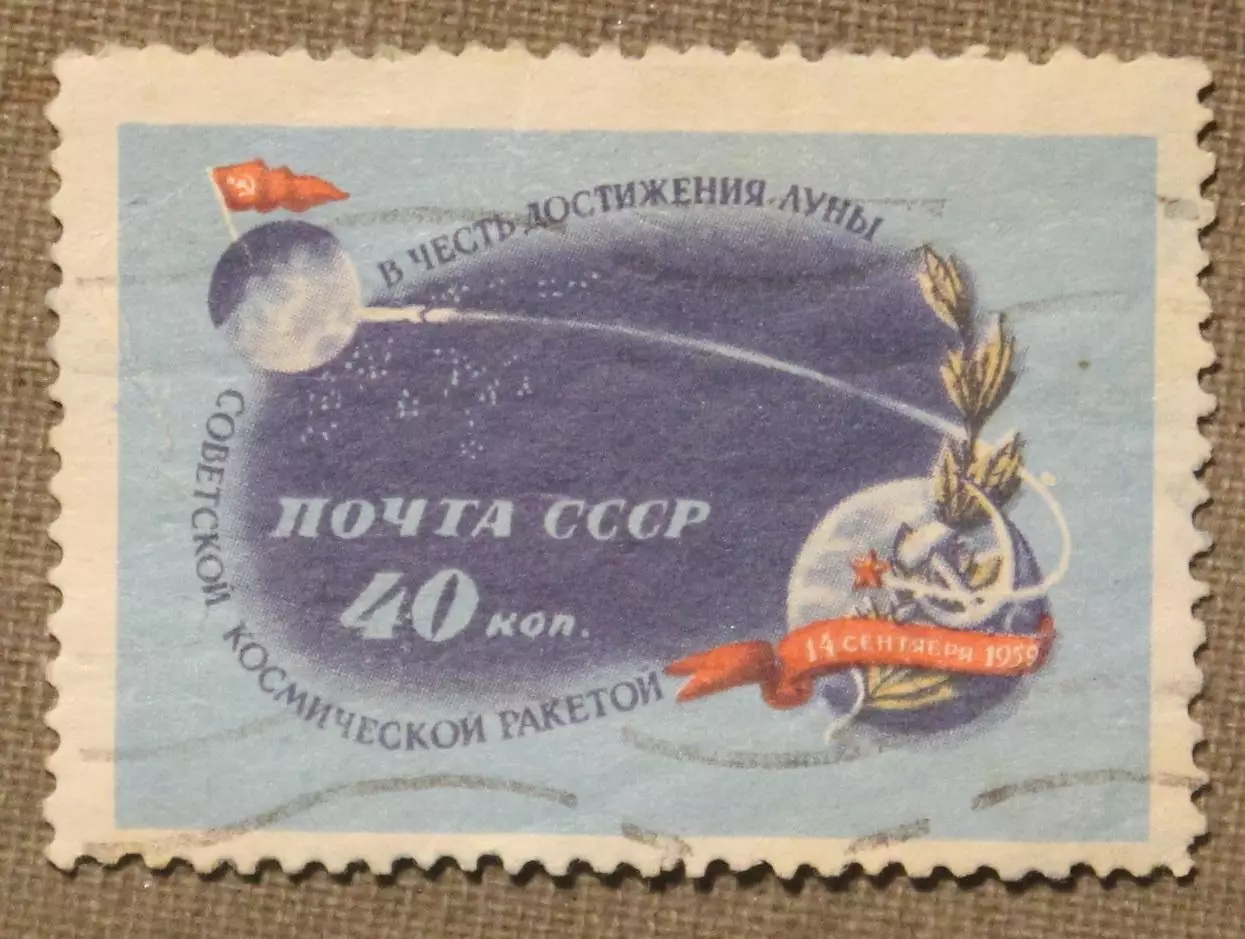 В ЧЕСТЬ ДОСТИЖЕНИЯ ЛУНЫ
СОВЕТСКОЙ КОСМИЧЕСКОЙ РАКЕТОЙ
ПОЧТА СССР
40 коп.
14 СЕНТЯБРЯ 1959